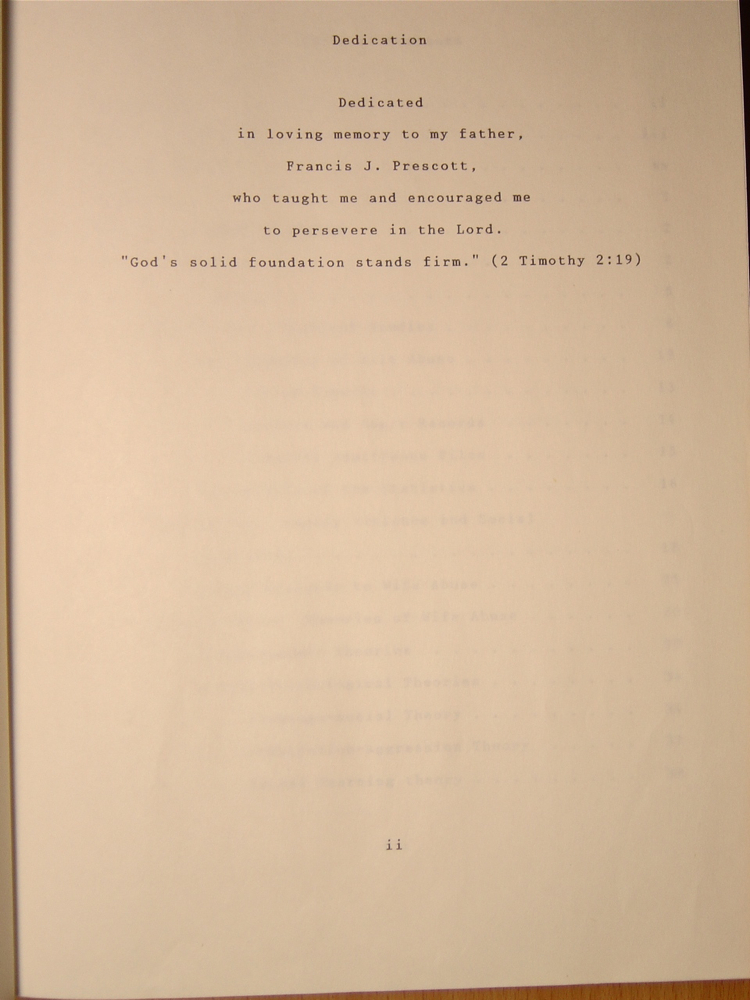 Dedication
Dedicated
in loving memory to my father,
Francis J. Prescott,
who taught me and encouraged me
to persevere in the Lord.
"God's solid foundation stands firm." (2 Timothy 2:19)
ii